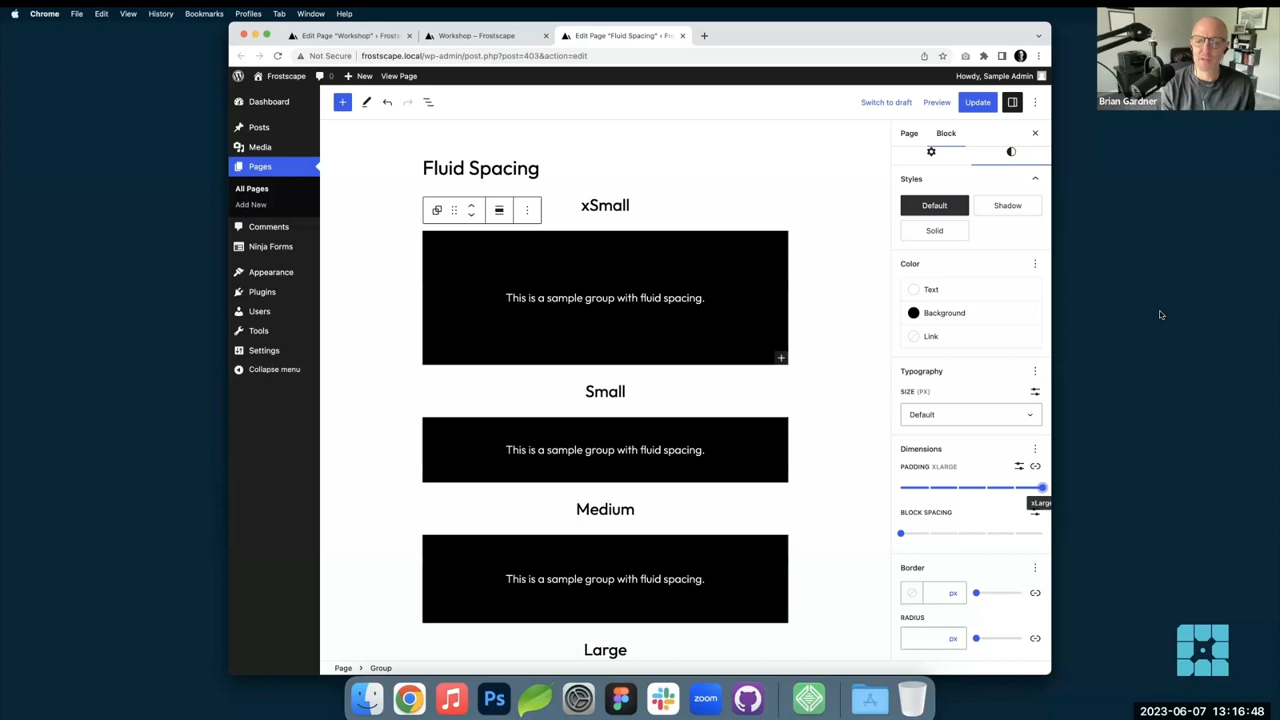 Chrome File Edit View History Bookmarks Profiles Tab Window Help
Edit Page "Workshop" ‹ Frosts
Workshop – Frostscape
Edit Page "Fluid Spacing" ‹ F
Not Secure frostscape.local/wp-admin/post.php?post=403&action=edit
Frostscape 0 New View Page Howdy, Sample Admin
Brian Gardner
Dashboard
Posts
Media
Pages
All Pages
Add New
Comments
Ninja Forms
Appearance
Plugins
Users
Tools
Settings
Collapse menu
Switch to draft Preview Update
Fluid Spacing
xSmall
This is a sample group with fluid spacing.
Small
This is a sample group with fluid spacing.
Medium
This is a sample group with fluid spacing.
Large
Page > Group
Page Block
Styles
Default Shadow
Solid
Color
Text
Background
Link
Typography
SIZE (PX)
Default
Dimensions
PADDING XLARGE
xLarge
BLOCK SPACING
Border
px
RADIUS
px
Ps
zoom
2023-06-07 13:16:48